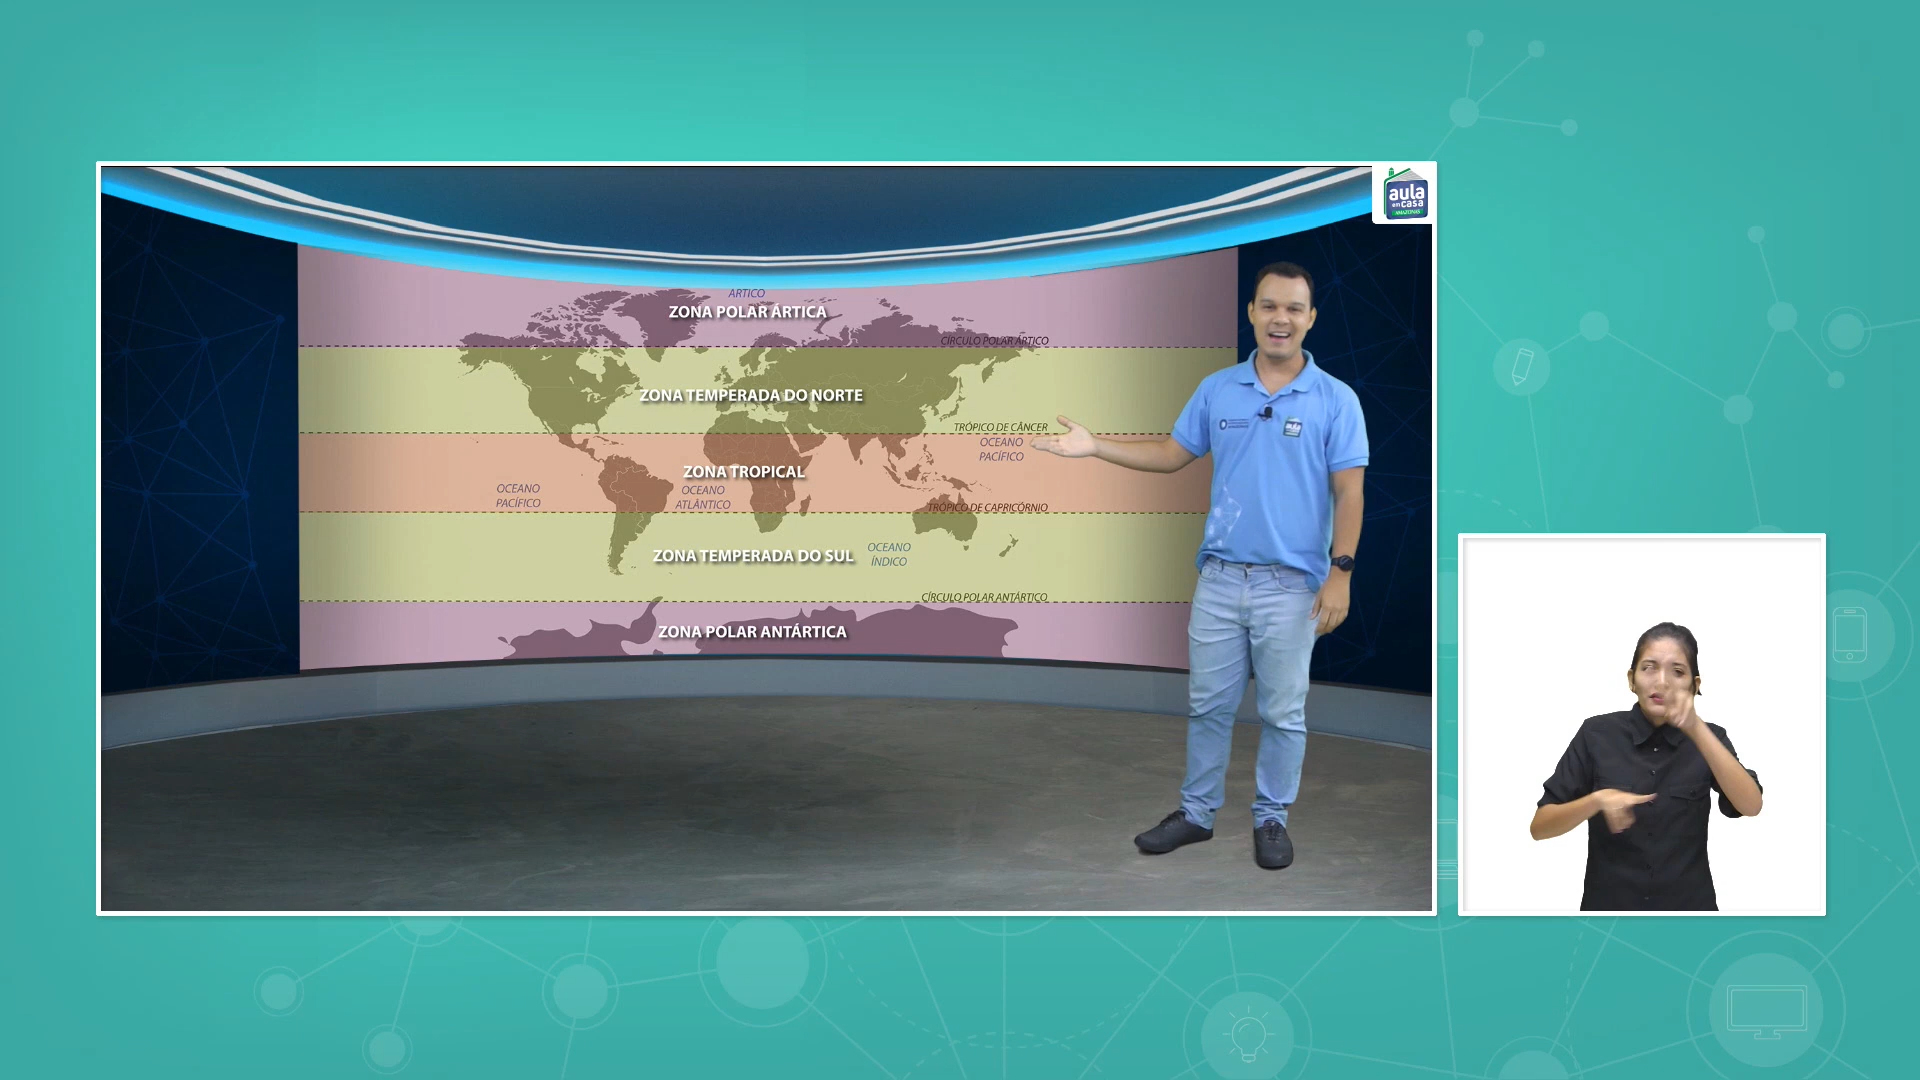 aula
em casa
AMAZONAS
ÁRTICO
ZONA POLAR ÁRTICA
CÍRCULO POLAR ÁRTICO
ZONA TEMPERADA DO NORTE
TRÓPICO DE CÂNCER
OCEANO
PACÍFICO
ZONA TROPICAL
OCEANO
PACÍFICO
OCEANO
ATLÂNTICO
TRÓPICO DE CAPRICÓRNIO
ZONA TEMPERADA DO SUL
OCEANO
ÍNDICO
CÍRCULO POLAR ANTÁRTICO
ZONA POLAR ANTÁRTICA
aula